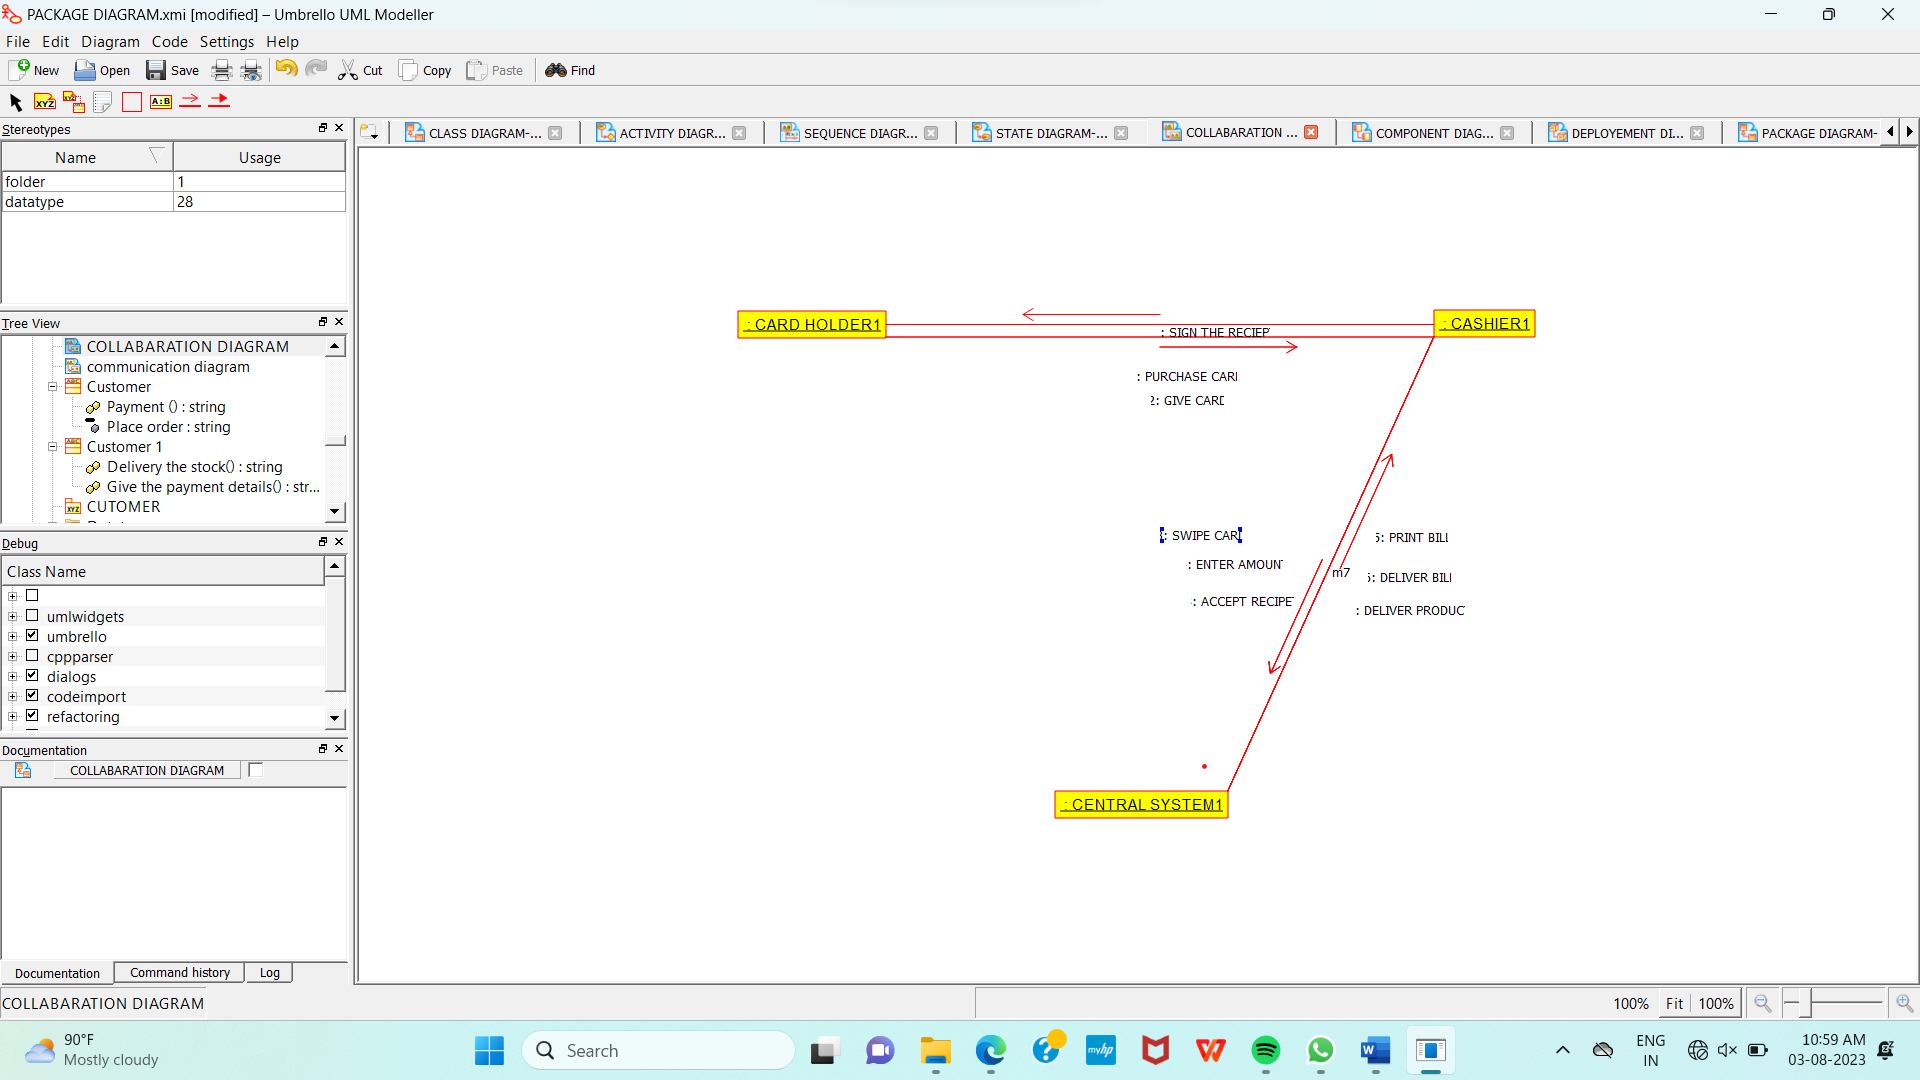 PACKAGE DIAGRAM.xmi [modified] – Umbrello UML Modeller
File Edit Diagram Code Settings Help
New Open Save Cut Copy Paste Find
XYZ XYZ A:B
Stereotypes
Name Usage
folder 1
datatype 28
Tree View
COLLABARATION DIAGRAM
communication diagram
Customer
Payment () : string
Place order : string
Customer 1
Delivery the stock() : string
Give the payment details() : str...
CUTOMER
Debug
Class Name
umlwidgets
umbrello
cppparser
dialogs
codeimport
refactoring
Documentation
COLLABARATION DIAGRAM
Documentation Command history Log
COLLABARATION DIAGRAM
CLASS DIAGRAM-... ACTIVITY DIAGR... SEQUENCE DIAGR... STATE DIAGRAM-... COLLABARATION ... COMPONENT DIAG... DEPLOYEMENT DI... PACKAGE DIAGRAM-
: CARD HOLDER1
: CASHIER1
: SIGN THE RECIEP
: PURCHASE CARI
2: GIVE CARD
: SWIPE CARI
: ENTER AMOUN
: ACCEPT RECIPE
m7
5: PRINT BILL
6: DELIVER BILL
: DELIVER PRODUC
: CENTRAL SYSTEM1
100% Fit 100%
90°F
Mostly cloudy
Search
myhp
W
ENG
IN
10:59 AM
03-08-2023